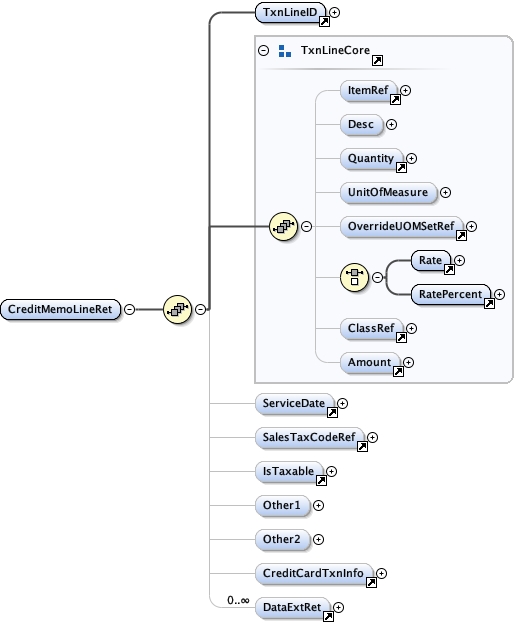 TxnLineID
TxnLineCore
ItemRef
Desc
Quantity
UnitOfMeasure
OverrideUOMSetRef
Rate
RatePercent
CreditMemoLineRet
ClassRef
Amount
ServiceDate
SalesTaxCodeRef
IsTaxable
Other1
Other2
CreditCardTxnInfo
0..∞
DataExtRet